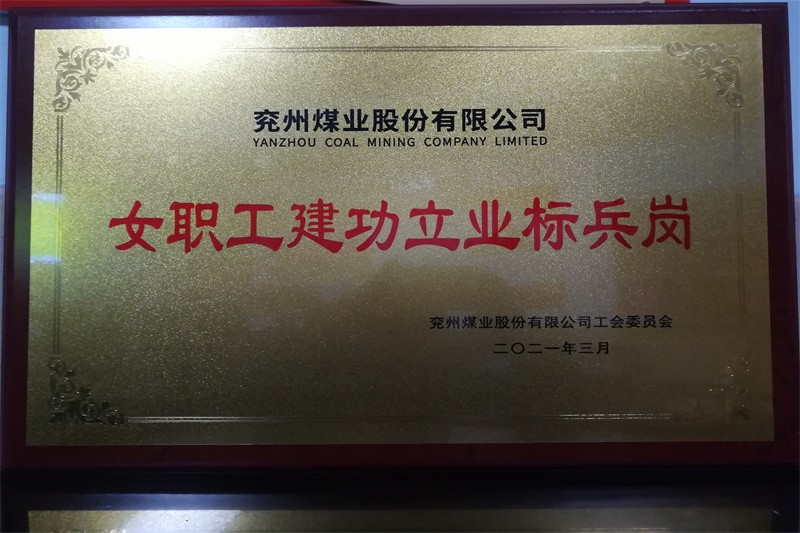 兖州煤业股份有限公司
YANZHOU COAL MINING COMPANY LIMITED
女职工建功立业标兵岗
兖州煤业股份有限公司工会委员会
二〇二一年三月